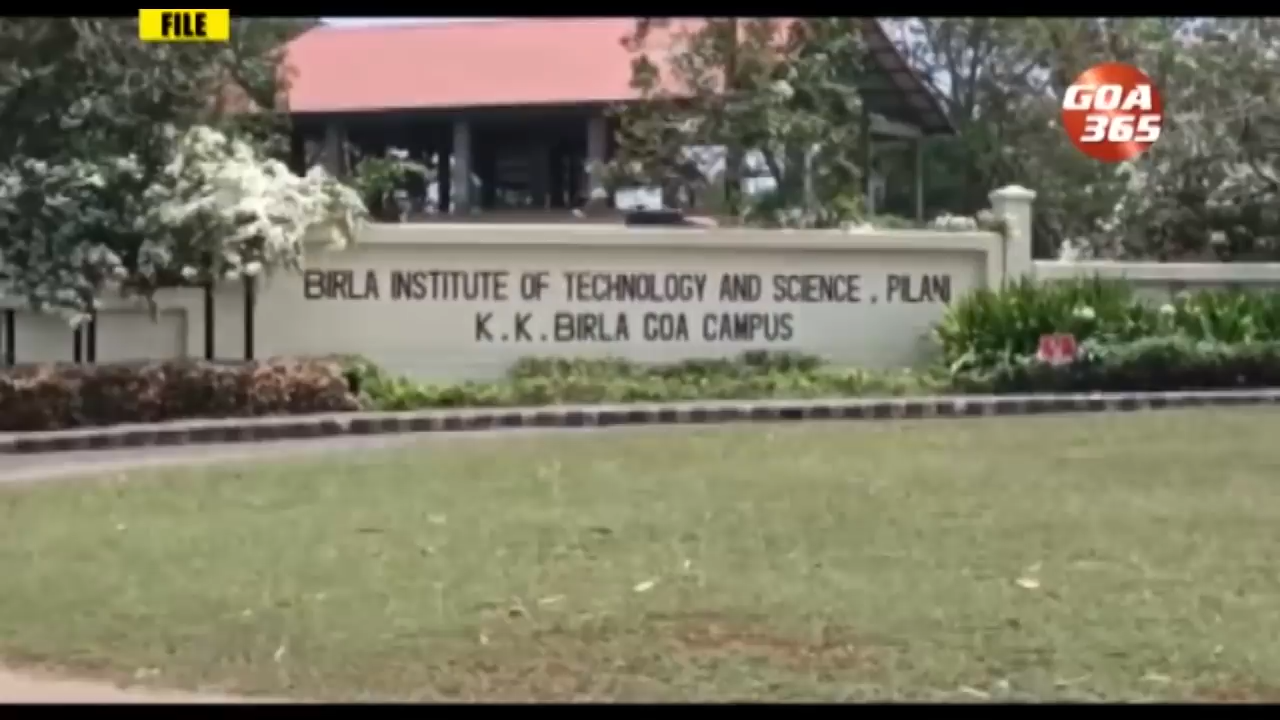 FILE
GOA
365
BIRLA INSTITUTE OF TECHNOLOGY AND SCIENCE , PILANI
K.K.BIRLA GOA CAMPUS